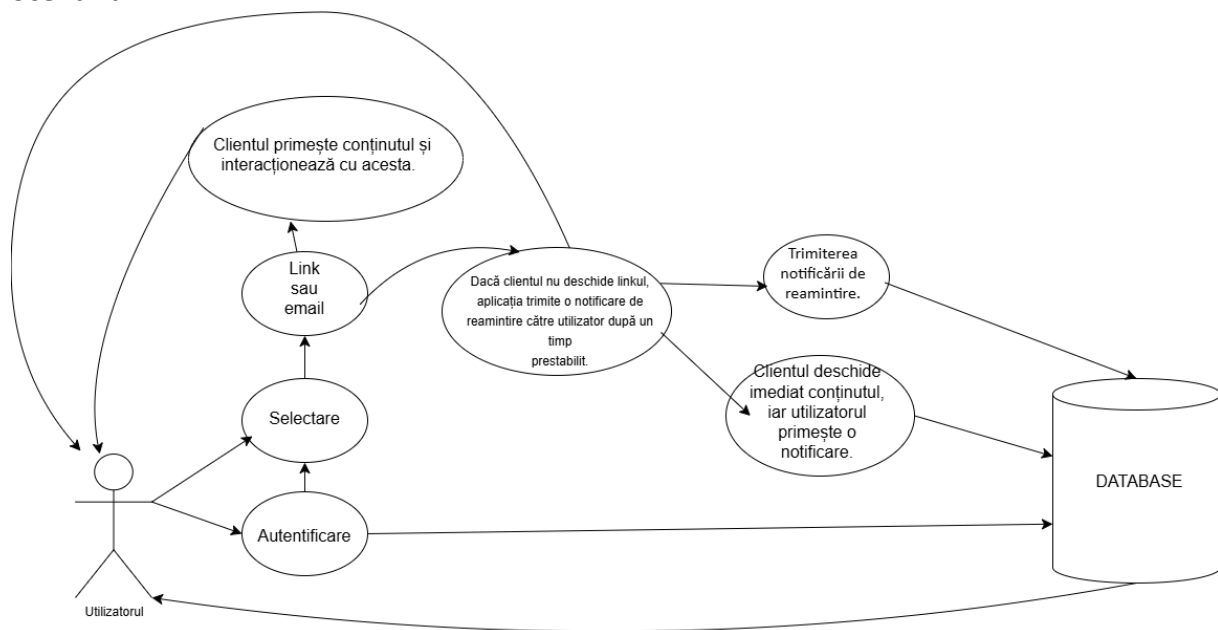 Clientul primește conținutul și
interacționează cu acesta.
Link
sau
email
Dacă clientul nu deschide linkul,
aplicația trimite o notificare de
reamintire către utilizator după un
timp
prestabilit.
Trimiterea
notificării de
reamintire.
Clientul deschide
imediat conținutul,
iar utilizatorul
primește o
notificare.
Selectare
Autentificare
DATABASE
Utilizatorul